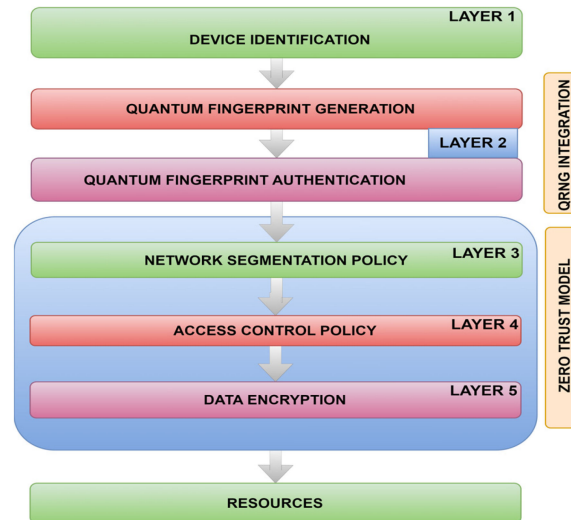 LAYER 1
DEVICE IDENTIFICATION
QUANTUM FINGERPRINT GENERATION
LAYER 2
QUANTUM FINGERPRINT AUTHENTICATION
QRNG INTEGRATION
LAYER 3
NETWORK SEGMENTATION POLICY
LAYER 4
ACCESS CONTROL POLICY
LAYER 5
DATA ENCRYPTION
ZERO TRUST MODEL
RESOURCES